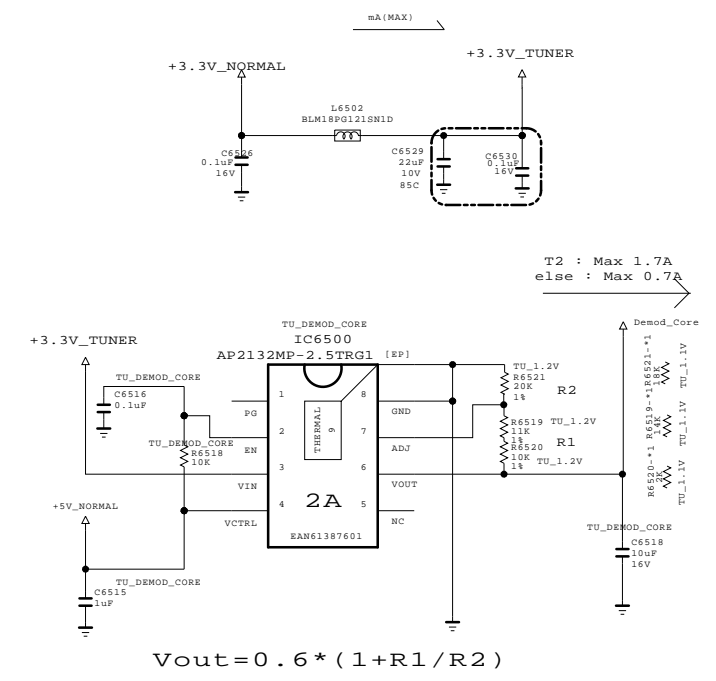 mA(MAX)
+3.3V_NORMAL
+3.3V_TUNER
L6502
BLM18PG121SN1D
C6526
0.1uF
16V
C6529
22uF
10V
85C
C6530
0.1uF
16V
T2 : Max 1.7A
else : Max 0.7A
Demod_Core
+3.3V_TUNER
TU_DEMOD_CORE
IC6500
AP2132MP-2.5TRG1
[EP]
TU_DEMOD_CORE
C6516
0.1uF
TU_DEMOD_CORE
R6518
10K
+5V_NORMAL
TU_DEMOD_CORE
C6515
1uF
1
PG
2
EN
3
VIN
4
VCTRL
THERMAL
9
2A
EAN61387601
8
GND
7
ADJ
6
VOUT
5
NC
TU_1.2V
R6521
20K
1%
R2
R6519
11K
1%
TU_1.2V
R6520
10K
1%
R1
TU_1.2V
R6521-*1
18K
TU_1.1V
R6519-*1
14K
TU_1.1V
R6520-*1
2K
TU_1.1V
TU_DEMOD_CORE
C6518
10uF
16V
Vout=0.6*(1+R1/R2)